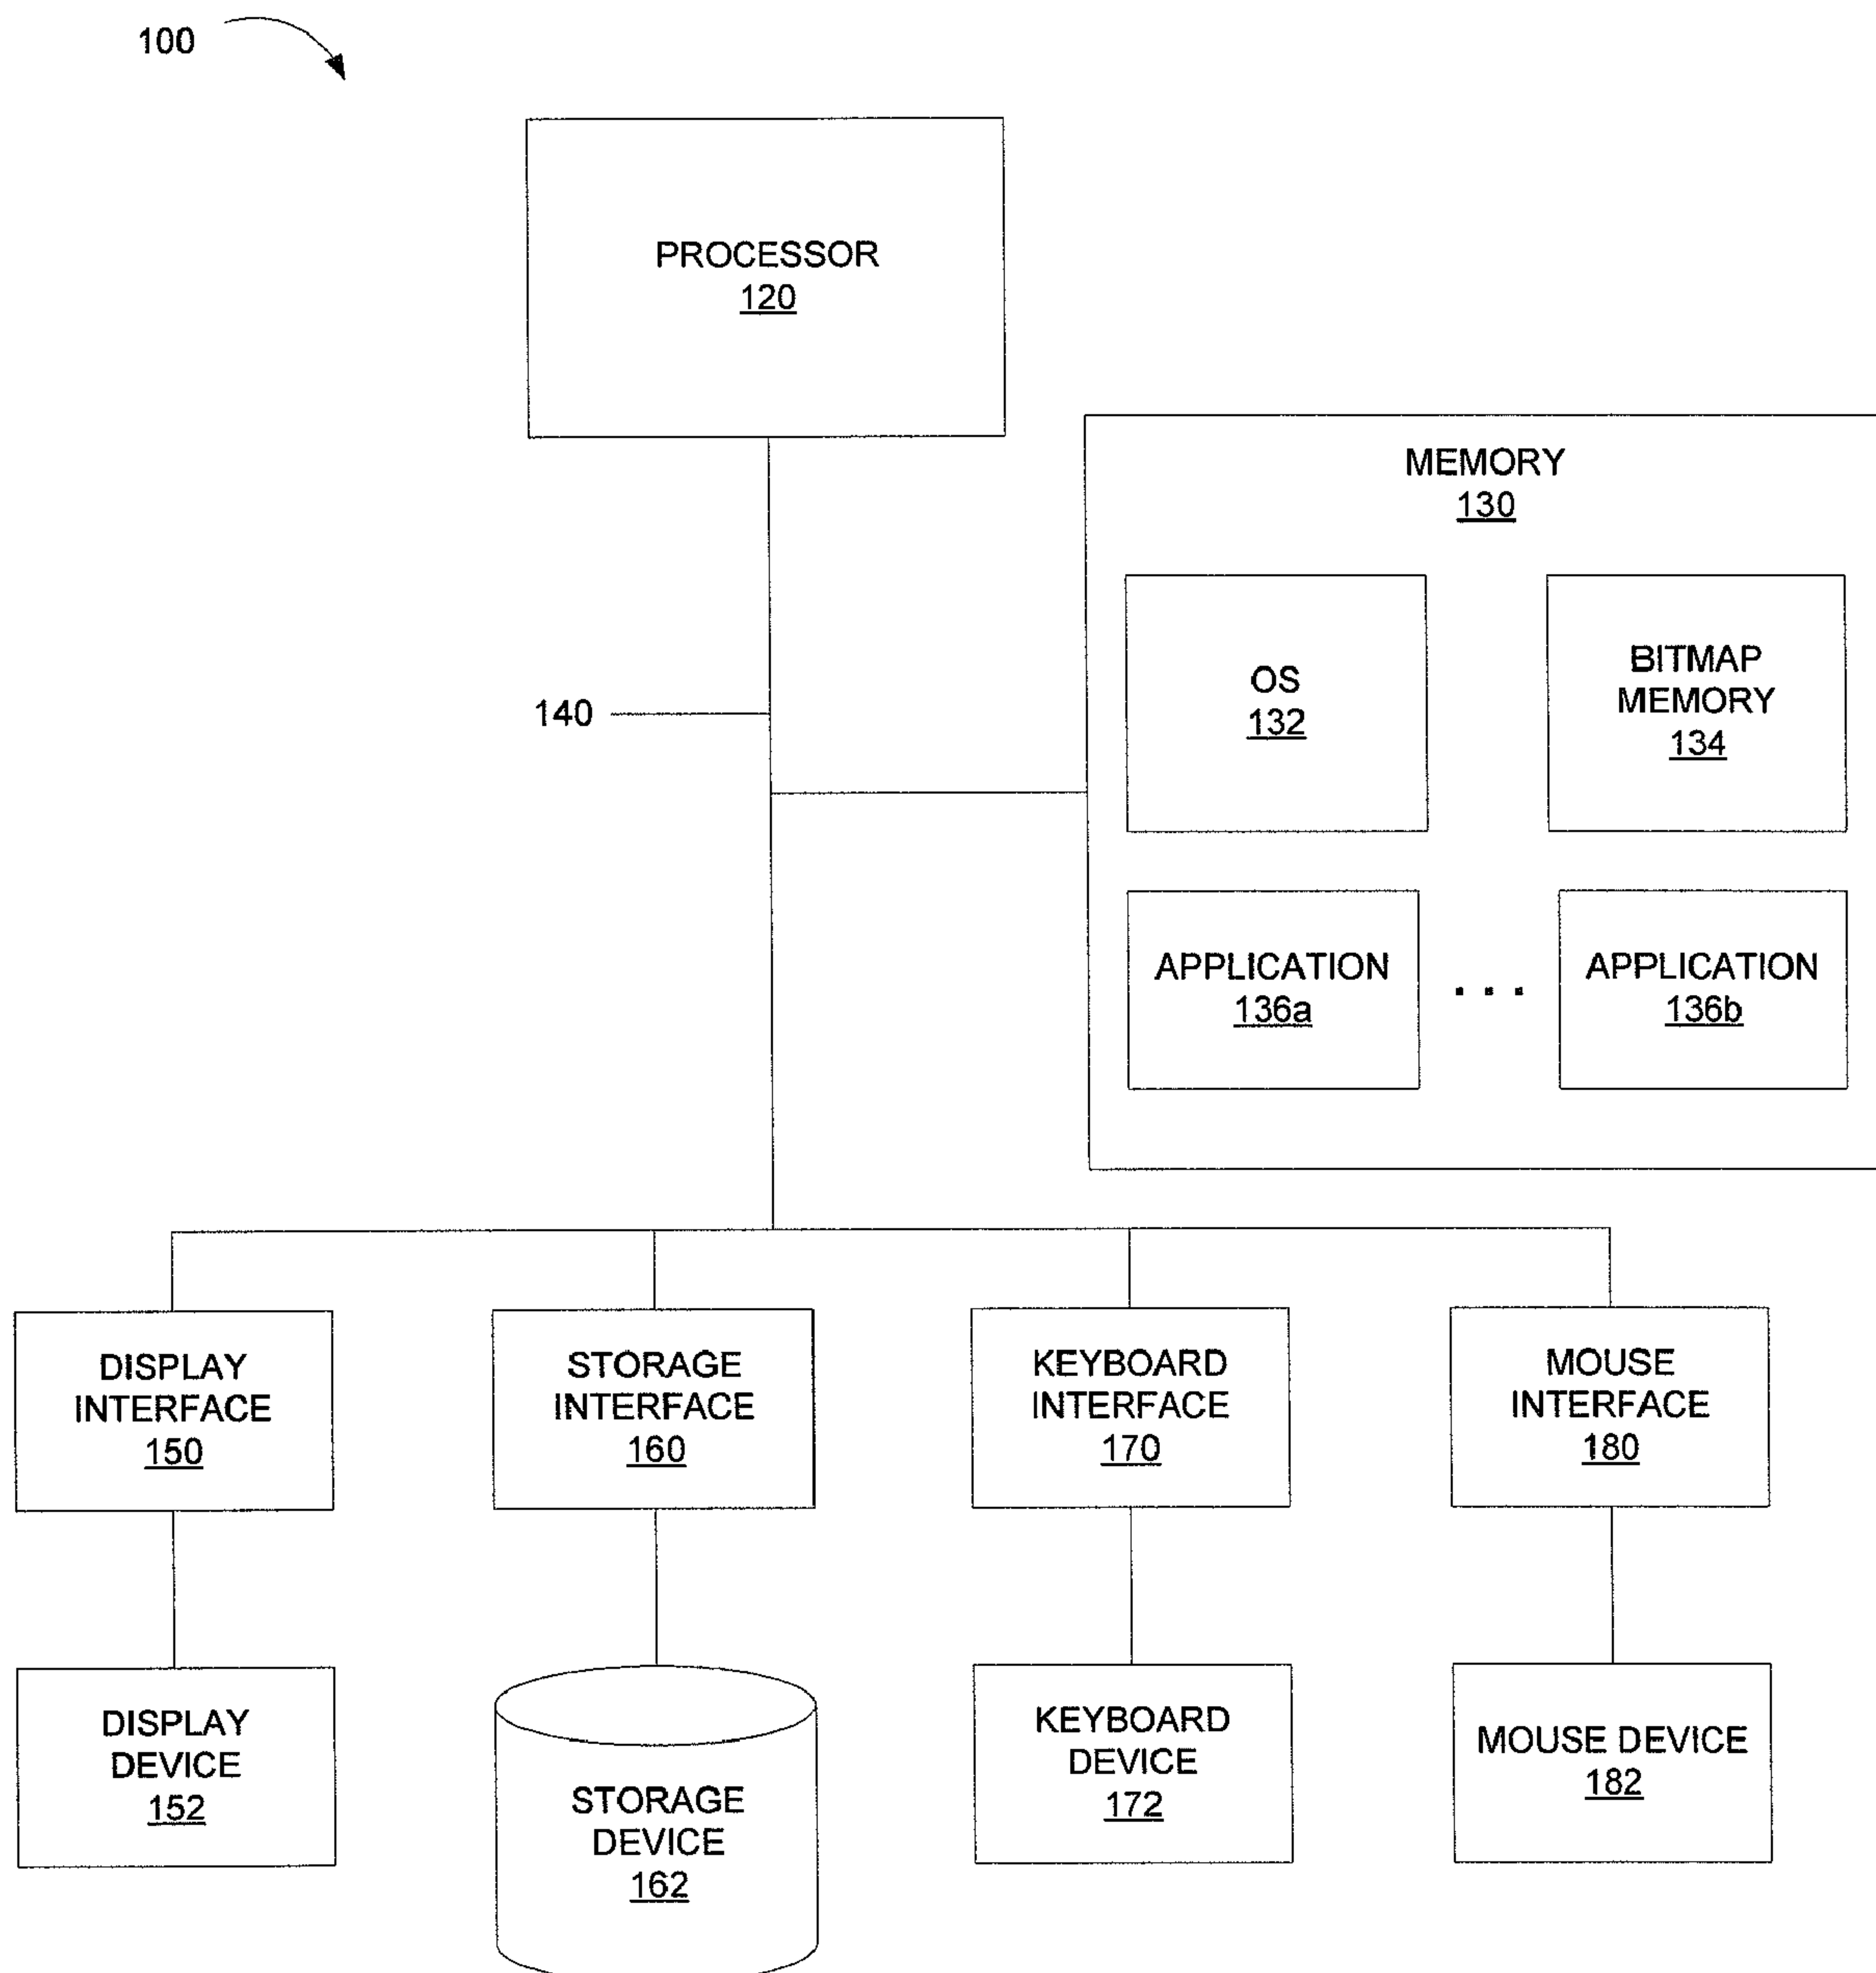 100
PROCESSOR
120
MEMORY
130
OS
132
BITMAP
MEMORY
134
140
APPLICATION
136a
. . .
APPLICATION
136b
DISPLAY
INTERFACE
150
STORAGE
INTERFACE
160
KEYBOARD
INTERFACE
170
MOUSE
INTERFACE
180
DISPLAY
DEVICE
152
STORAGE
DEVICE
162
KEYBOARD
DEVICE
172
MOUSE DEVICE
182